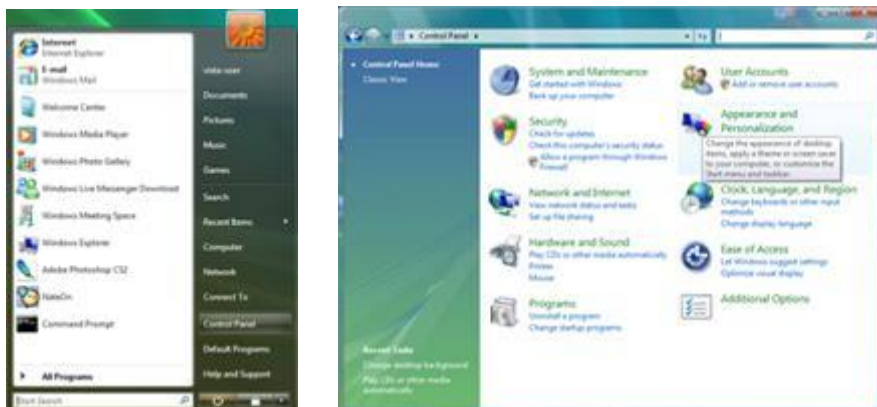 Internet
Internet Explorer
E-mail
Windows Mail
Welcome Center
Windows Media Player
Windows Photo Gallery
Windows Live Messenger Download
Windows Meeting Space
Windows Explorer
Adobe Photoshop CS2
NateOn
Command Prompt
All Programs
Start Search
vista user
Documents
Pictures
Music
Games
Search
Recent Items
Computer
Network
Connect To
Control Panel
Default Programs
Help and Support
Control Panel
Control Panel Home
Classic View
System and Maintenance
Get started with Windows
Back up your computer
Security
Check for updates
Check this computer's security status
Allow a program through Windows
Firewall
Network and Internet
View network status and tasks
Set up file sharing
Hardware and Sound
Play CDs or other media automatically
Printer
Mouse
Programs
Uninstall a program
Change startup programs
User Accounts
Add or remove user accounts
Appearance and
Personalization
Change the appearance of desktop
items, apply a theme or screen saver
to your computer, or customize the
Start menu and taskbar.
Clock, Language, and Region
Change keyboards or other input
methods
Change display language
Ease of Access
Let Windows suggest settings
Optimize visual display
Additional Options
Recent Tasks
Change desktop background
Play CDs or other media
automatically